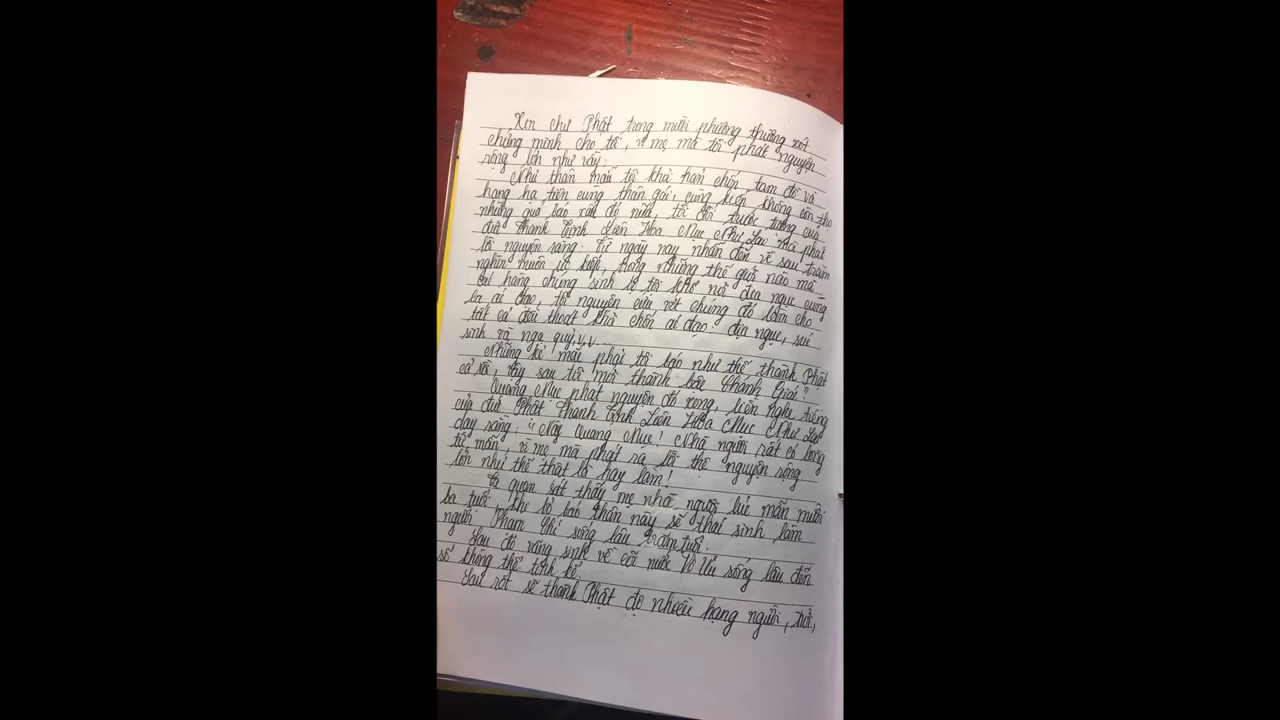 Xin chư Phật trong mười phương thương xót
chứng minh cho tôi, vì mẹ mà tôi phát nguyện
rộng lớn như vầy:
Như thân mẫu tôi khỏi hẳn chốn tam đồ và
hạng hạ tiện cùng thân gái, cùng kiếp không còn thọ
những quả báo xấu đó nữa, tôi đối trước tượng của
đức Thanh Tịnh Liên Hoa Mục Như Lai mà phát
lời nguyện rằng: Từ ngày nay nhẫn đến về sau trăm
nghìn muôn ức kiếp, trong những thế giới nào mà
các hàng chúng sinh bị tội khổ nơi địa ngục cùng
ba ác đạo, tôi nguyện cứu vớt chúng đó làm cho
tất cả đều thoát khỏi chốn ác đạo: địa ngục, súc
sinh và ngạ quỷ,v,v...
Những kẻ mắc phải tội báo như thế thành Phật
cả rồi, vậy sau tôi mới thành bậc Chánh Giác?
Quang Mục phát nguyện đó xong, liền nghe tiếng
của đức Phật Thanh Tịnh Liên Hoa Mục Như Lai
dạy rằng: "Này Quang Mục! Nhà ngươi rất có lòng
từ mẫn, vì mẹ mà phát ra lời thệ nguyện rộng
lớn như thế thật là hay lắm!
Ta quan sát thấy mẹ nhà ngươi lúc mãn mười
ba tuổi, khi bỏ báo thân này sẽ thác sinh làm
người Phạm Chí sống lâu trăm tuổi.
Sau đó vãng sinh về cõi nước Vô Ưu sống lâu đến
số không thể tính kể.
Sau rốt sẽ thành Phật độ nhiều hạng người, trời,